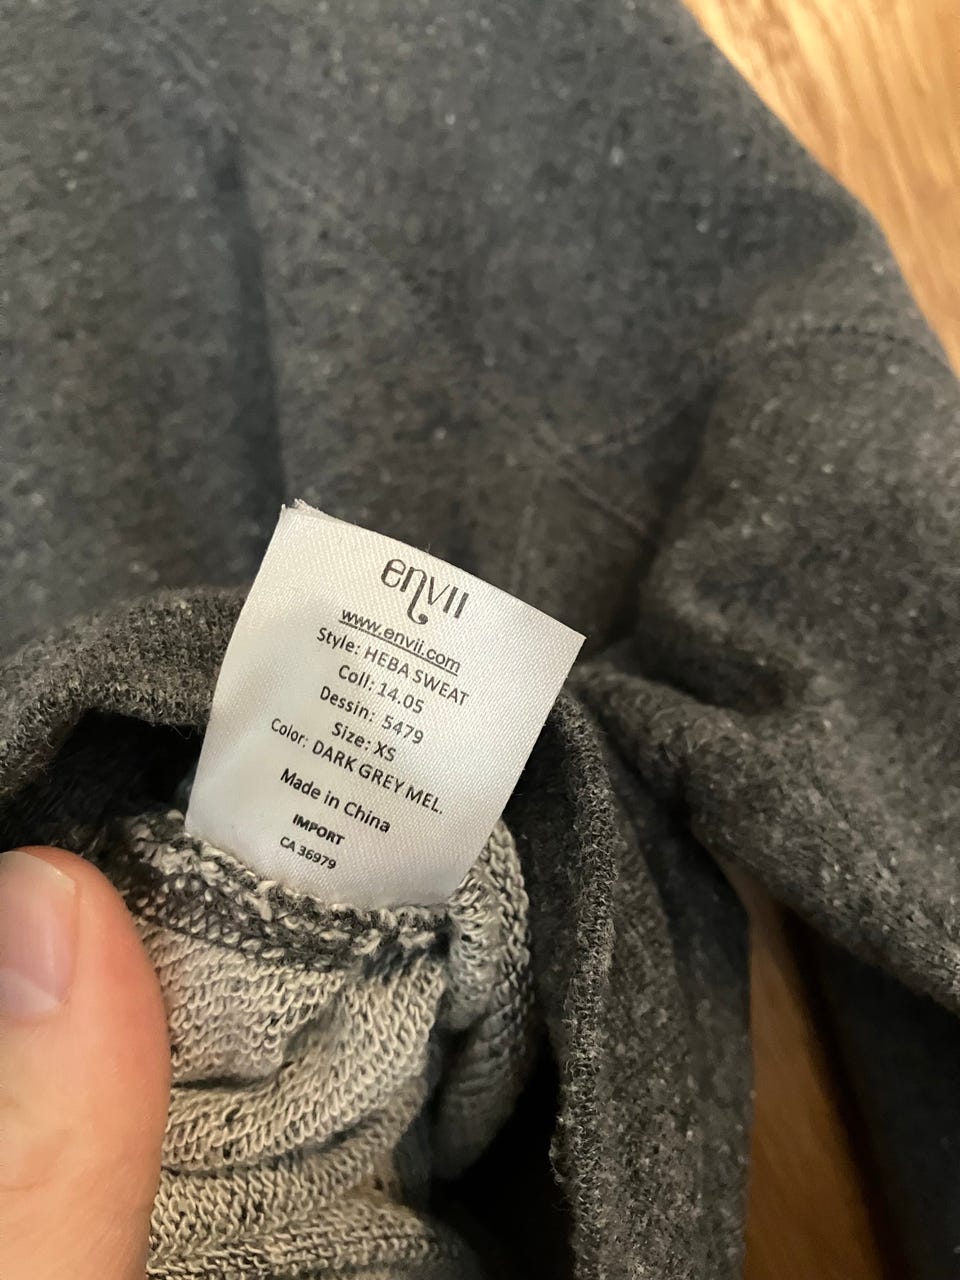 envii
www.envii.com
Style: HEBA SWEAT
Coll: 14.05
Dessin: 5479
Size: XS
Color: DARK GREY MEL.
Made in China
IMPORT
CA 36979